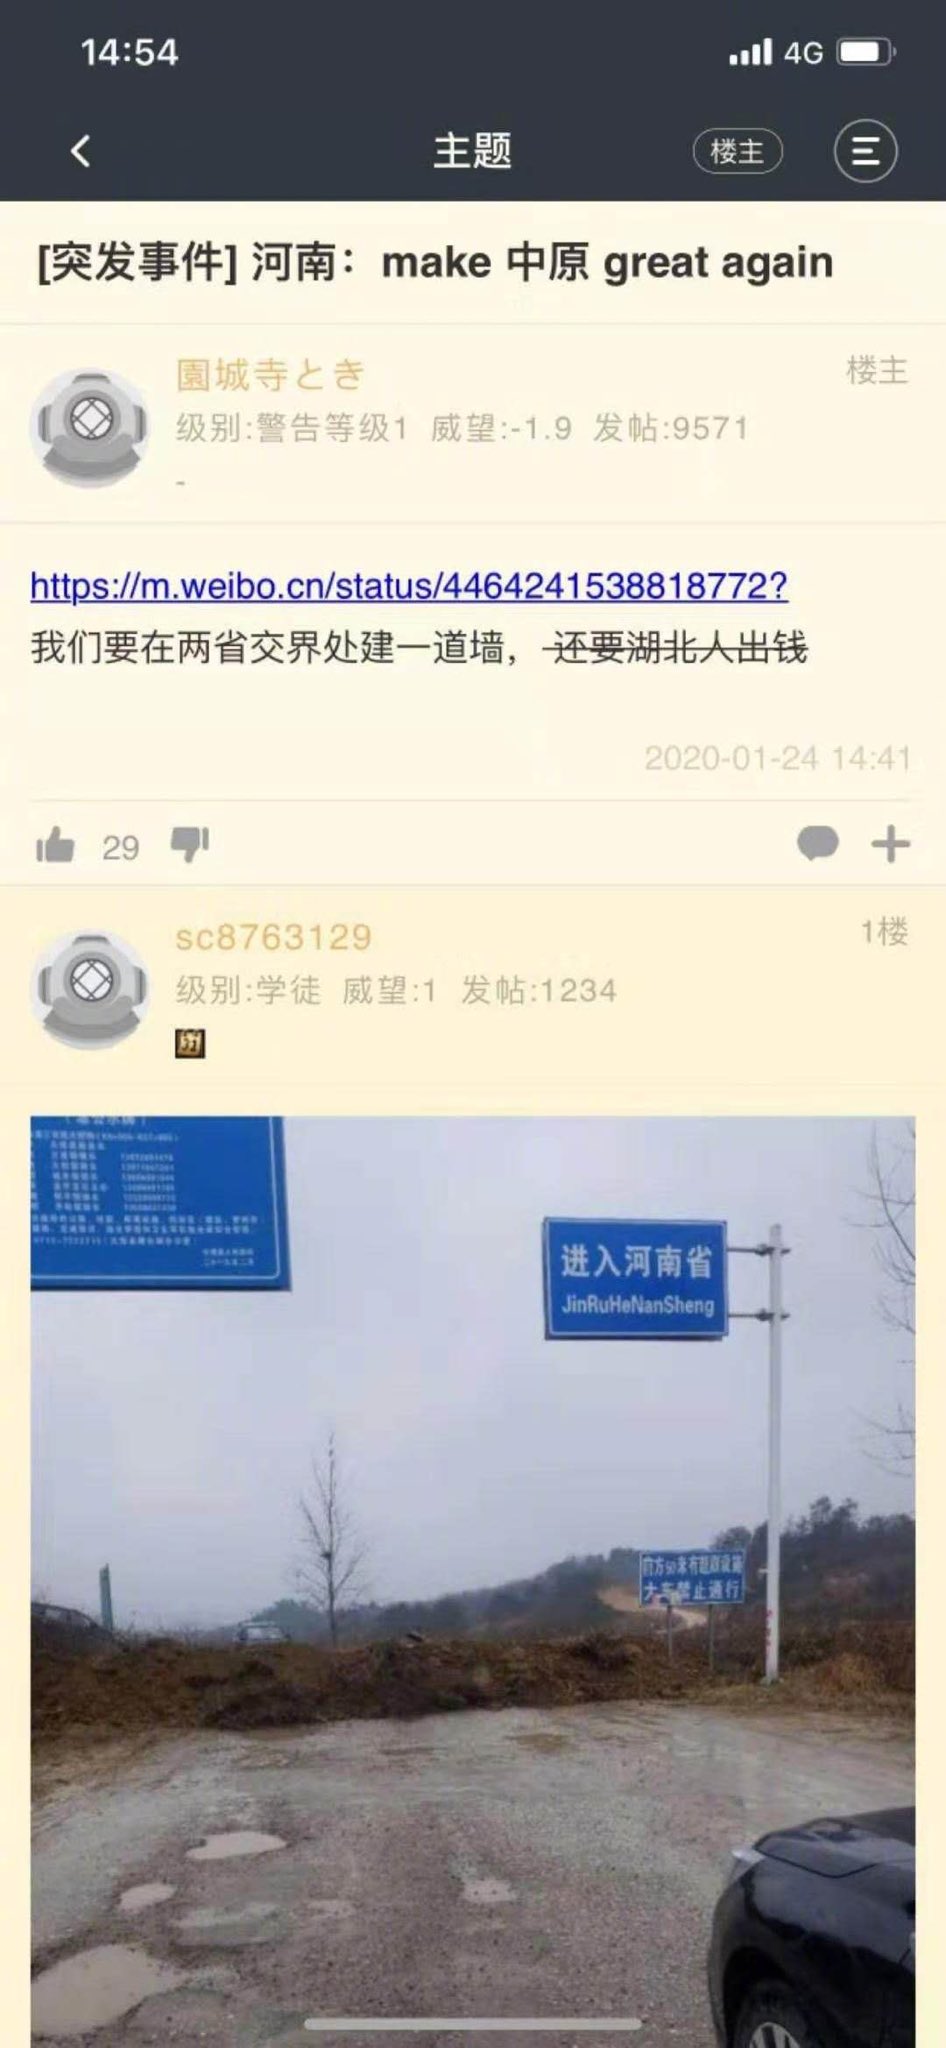 14:54
4G
主题
楼主
[突发事件] 河南：make 中原 great again
園城寺とき
楼主
级别:警告等级1 威望:-1.9 发帖:9571
-
https://m.weibo.cn/status/4464241538818772?
我们要在两省交界处建一道墙，还要湖北人出钱
2020-01-24 14:41
29
sc8763129
1楼
级别:学徒 威望:1 发帖:1234
进入河南省
JinRuHeNanSheng
前方50米有超限设施
大车禁止通行